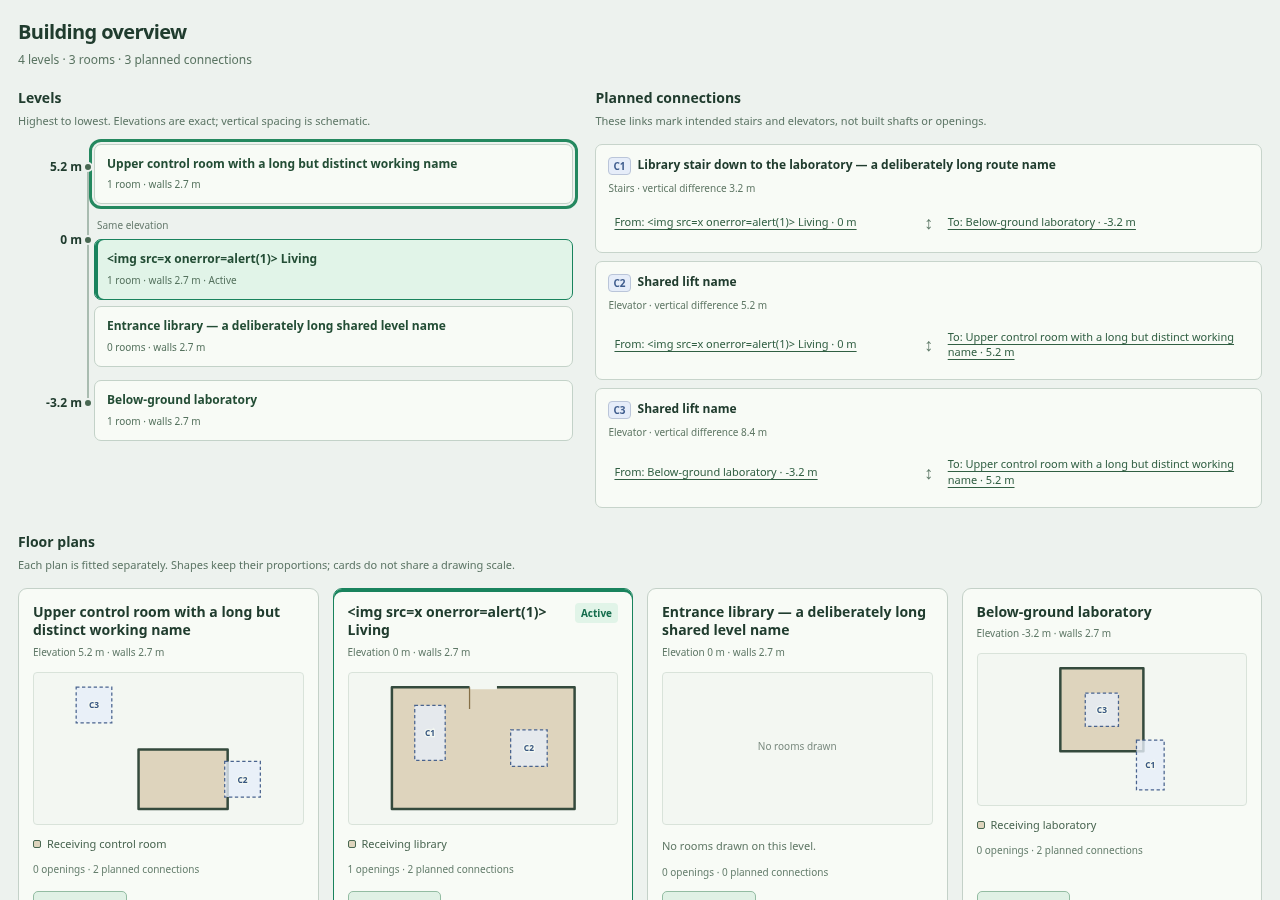 Building overview
4 levels · 3 rooms · 3 planned connections
Levels
Highest to lowest. Elevations are exact; vertical spacing is schematic.
5.2 m
Upper control room with a long but distinct working name
1 room · walls 2.7 m
Same elevation
0 m
<img src=x onerror=alert(1)> Living
1 room · walls 2.7 m · Active
Entrance library — a deliberately long shared level name
0 rooms · walls 2.7 m
-3.2 m
Below-ground laboratory
1 room · walls 2.7 m
Planned connections
These links mark intended stairs and elevators, not built shafts or openings.
C1 Library stair down to the laboratory — a deliberately long route name
Stairs · vertical difference 3.2 m
From: <img src=x onerror=alert(1)> Living · 0 m ↕ To: Below-ground laboratory · -3.2 m
C2 Shared lift name
Elevator · vertical difference 5.2 m
From: <img src=x onerror=alert(1)> Living · 0 m ↕ To: Upper control room with a long but distinct working
name · 5.2 m
C3 Shared lift name
Elevator · vertical difference 8.4 m
From: Below-ground laboratory · -3.2 m ↕ To: Upper control room with a long but distinct working
name · 5.2 m
Floor plans
Each plan is fitted separately. Shapes keep their proportions; cards do not share a drawing scale.
Upper control room with a long but
distinct working name
Elevation 5.2 m · walls 2.7 m
C3
C2
Receiving control room
0 openings · 2 planned connections
<img src=x onerror=alert(1)>
Living
Active
Elevation 0 m · walls 2.7 m
C1
C2
Receiving library
1 openings · 2 planned connections
Entrance library — a deliberately long
shared level name
Elevation 0 m · walls 2.7 m
No rooms drawn
No rooms drawn on this level.
0 openings · 0 planned connections
Below-ground laboratory
Elevation -3.2 m · walls 2.7 m
C3
C1
Receiving laboratory
0 openings · 2 planned connections